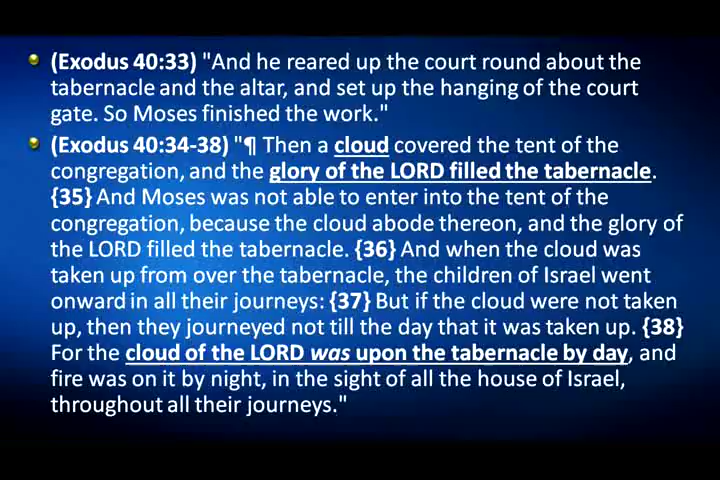 (Exodus 40:33) "And he reared up the court round about the
tabernacle and the altar, and set up the hanging of the court
gate. So Moses finished the work."
(Exodus 40:34-38) "¶ Then a cloud covered the tent of the
congregation, and the glory of the LORD filled the tabernacle.
{35} And Moses was not able to enter into the tent of the
congregation, because the cloud abode thereon, and the glory of
the LORD filled the tabernacle. {36} And when the cloud was
taken up from over the tabernacle, the children of Israel went
onward in all their journeys: {37} But if the cloud were not taken
up, then they journeyed not till the day that it was taken up. {38}
For the cloud of the LORD was upon the tabernacle by day, and
fire was on it by night, in the sight of all the house of Israel,
throughout all their journeys."